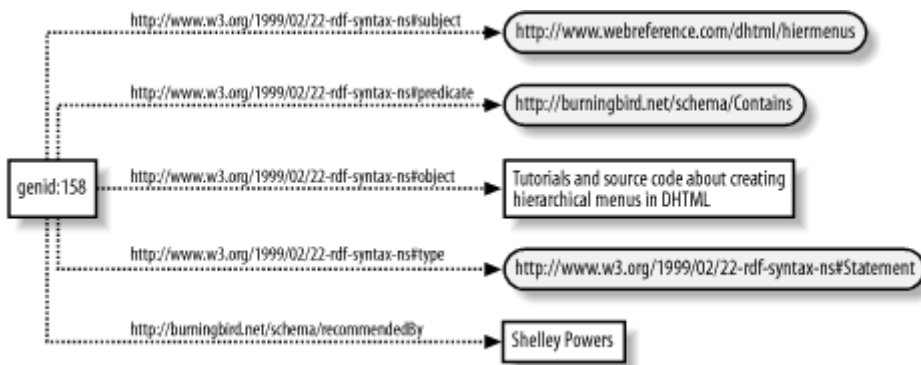 http://www.w3.org/1999/02/22-rdf-syntax-ns#subject
http://www.webreference.com/dhtml/hiermenus
http://www.w3.org/1999/02/22-rdf-syntax-ns#predicate
http://burningbird.net/schema/Contains
genid:158
http://www.w3.org/1999/02/22-rdf-syntax-ns#object
Tutorials and source code about creating
hierarchical menus in DHTML
http://www.w3.org/1999/02/22-rdf-syntax-ns#type
http://www.w3.org/1999/02/22-rdf-syntax-ns#Statement
http://burningbird.net/schema/recommendedBy
Shelley Powers